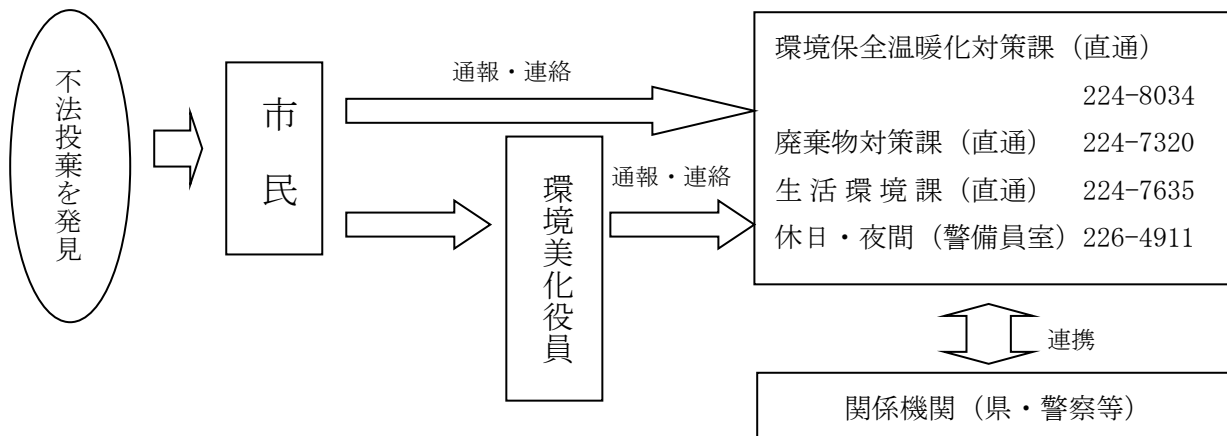 不法投棄を発見
市民
通報・連絡
環境美化役員
通報・連絡
環境保全温暖化対策課（直通）
224-8034
廃棄物対策課（直通） 224-7320
生活環境課（直通） 224-7635
休日・夜間（警備員室）226-4911
連携
関係機関（県・警察等）